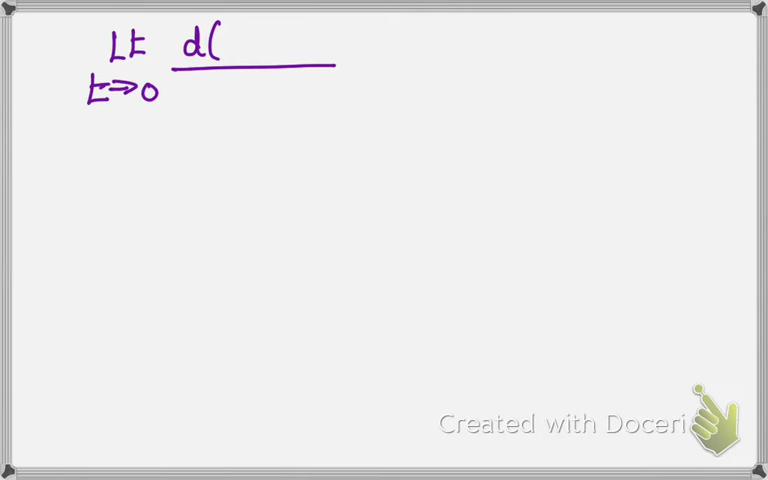 Lt d(
t→0
Created with Doceri